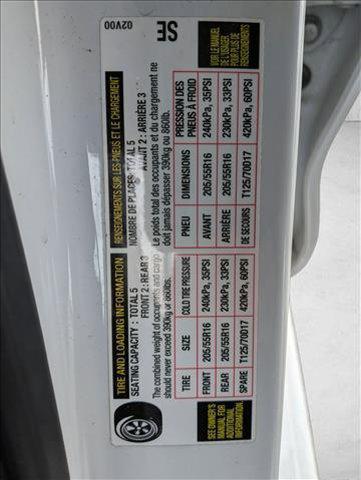 TIRE AND LOADING INFORMATION
SEATING CAPACITY : TOTAL 5
FRONT 2 : REAR 3
The combined weight of occupants and cargo
should never exceed 390kg or 860lbs.
TIRE SIZE COLD TIRE PRESSURE
FRONT 205/55R16 240kPa, 35PSI
REAR 205/55R16 230kPa, 33PSI
SPARE T125/70D17 420kPa, 60PSI
SEE OWNER'S
MANUAL FOR
ADDITIONAL
INFORMATION
RENSEIGNEMENTS SUR LES PNEUS ET LE CHARGEMENT
NOMBRE DE PLACES : TOTAL 5
AVANT 2 : ARRIÈRE 3
Le poids total des occupants et du chargement ne
doit jamais dépasser 390kg ou 860lb.
PNEU DIMENSIONS PRESSION DES
PNEUS À FROID
AVANT 205/55R16 240kPa, 35PSI
ARRIÈRE 205/55R16 230kPa, 33PSI
DE SECOURS T125/70D17 420kPa, 60PSI
VOIR LE MANUEL
DE L'USAGER
POUR PLUS DE
RENSEIGNEMENTS
02V00
SE